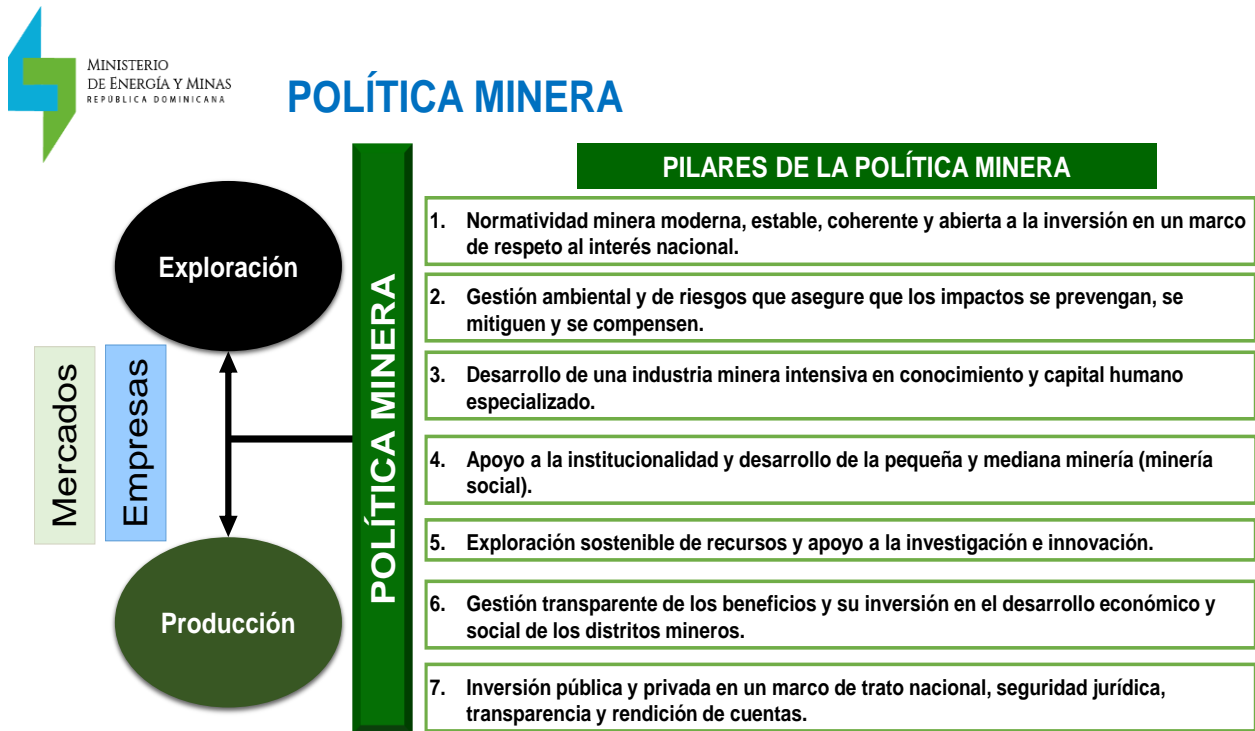 MINISTERIO
DE ENERGÍA Y MINAS
REPÚBLICA DOMINICANA
POLÍTICA MINERA
Exploración
Mercados
Empresas
Producción
POLÍTICA MINERA
PILARES DE LA POLÍTICA MINERA
1. Normatividad minera moderna, estable, coherente y abierta a la inversión en un marco
de respeto al interés nacional.
2. Gestión ambiental y de riesgos que asegure que los impactos se prevengan, se
mitiguen y se compensen.
3. Desarrollo de una industria minera intensiva en conocimiento y capital humano
especializado.
4. Apoyo a la institucionalidad y desarrollo de la pequeña y mediana minería (minería
social).
5. Exploración sostenible de recursos y apoyo a la investigación e innovación.
6. Gestión transparente de los beneficios y su inversión en el desarrollo económico y
social de los distritos mineros.
7. Inversión pública y privada en un marco de trato nacional, seguridad jurídica,
transparencia y rendición de cuentas.